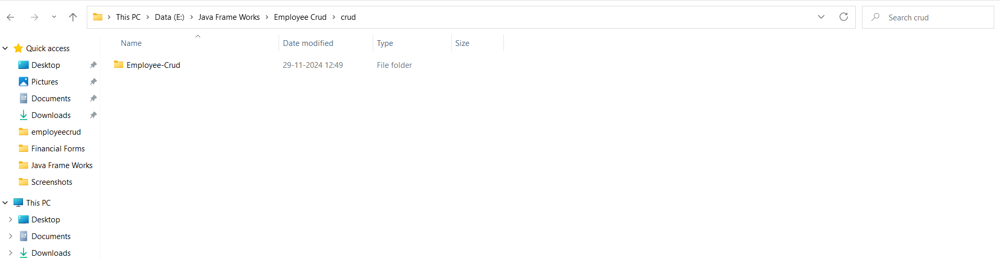 This PC > Data (E:) > Java Frame Works > Employee Crud > crud
Search crud
Name Date modified Type Size
Employee-Crud 29-11-2024 12:49 File folder
Quick access
Desktop
Pictures
Documents
Downloads
employeecrud
Financial Forms
Java Frame Works
Screenshots
This PC
Desktop
Documents
Downloads